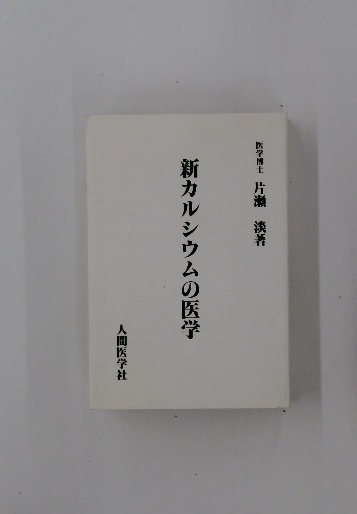 医学博士 片瀬 淡著
新カルシウムの医学
人間医学社